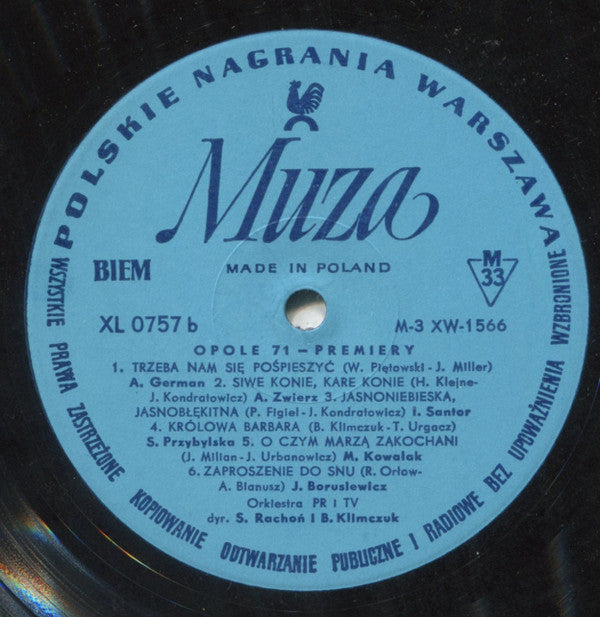 POLSKIE NAGRANIA WARSZAWA
Muza
MADE IN POLAND
BIEM
M
33
XL 0757 b
M-3 XW-1566
OPOLE 71 — PREMIERY
1. TRZEBA NAM SIĘ POŚPIESZYĆ (W. Piętowski - J. Miller)
A. German 2. SIWE KONIE, KARE KONIE (H. Klejne-
J. Kondratowicz) A. Zwierz 3. JASNONIEBIESKA,
JASNOBŁĘKITNA (P. Figiel - J. Kondratowicz) I. Santor
4. KRÓLOWA BARBARA (B. Klimczuk - T. Urgacz)
S. Przybylska 5. O CZYM MARZĄ ZAKOCHANI
(J. Milian - J. Urbanowicz) M. Kowalak
6. ZAPROSZENIE DO SNU (R. Orłow-
A. Bianusz) J. Borusiewicz
Orkiestra PR i TV
dyr. S. Rachoń i B. Klimczuk
WSZYSTKIE PRAWA ZASTRZEŻONE KOPIOWANIE ODTWARZANIE PUBLICZNE I RADIOWE BEZ UPOWAŻNIENIA WZBRONIONE